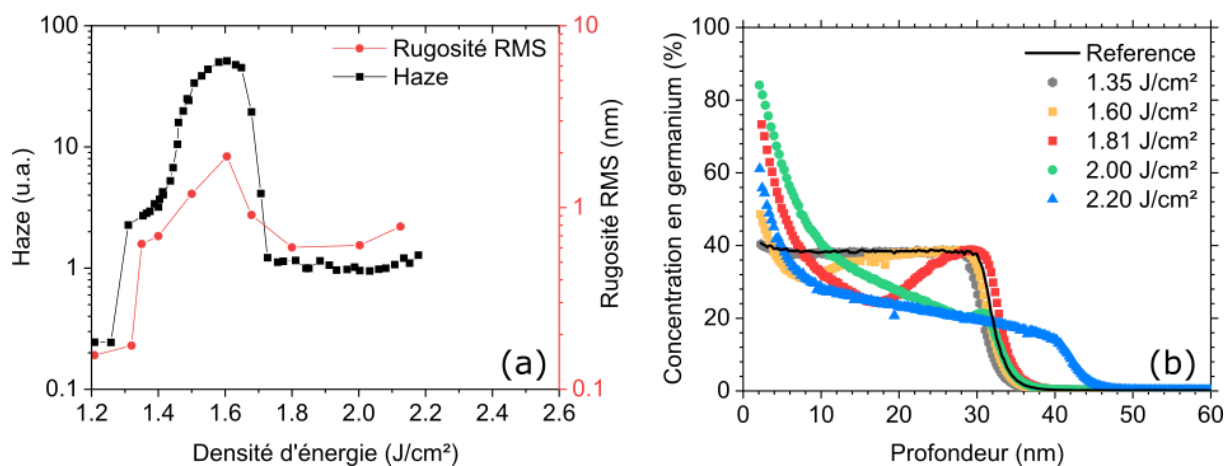 100
10
1
0.1
Haze (u.a.)
Rugosité RMS
Haze
10
1
0.1
Rugosité RMS (nm)
(a)
1.2 1.4 1.6 1.8 2.0 2.2 2.4 2.6
Densité d'énergie (J/cm²)
100
80
60
40
20
0
Concentration en germanium (%)
Reference
1.35 J/cm²
1.60 J/cm²
1.81 J/cm²
2.00 J/cm²
2.20 J/cm²
(b)
0 10 20 30 40 50 60
Profondeur (nm)